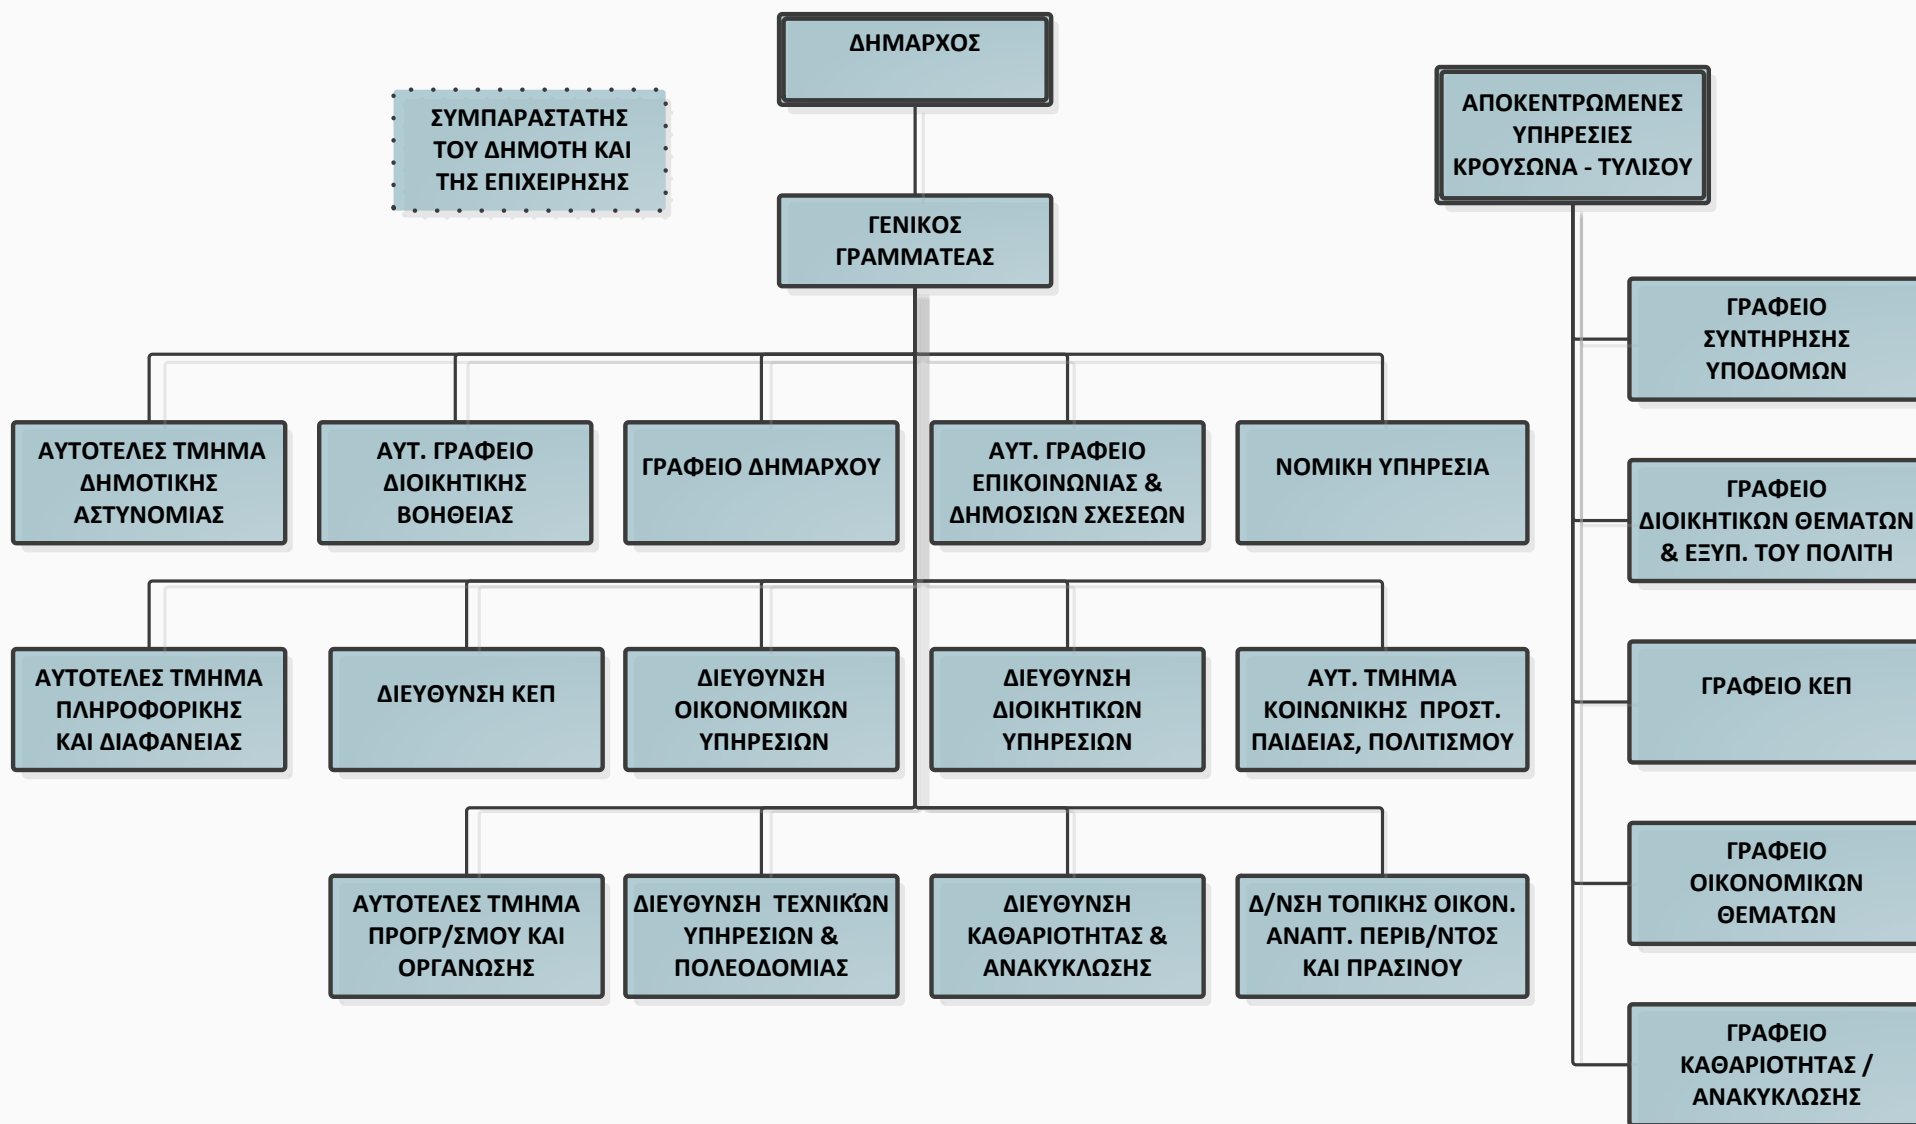 ΔΗΜΑΡΧΟΣ
ΣΥΜΠΑΡΑΣΤΑΤΗΣ
ΤΟΥ ΔΗΜΟΤΗ ΚΑΙ
ΤΗΣ ΕΠΙΧΕΙΡΗΣΗΣ
ΑΠΟΚΕΝΤΡΩΜΕΝΕΣ
ΥΠΗΡΕΣΙΕΣ
ΚΡΟΥΣΩΝΑ - ΤΥΛΙΣΟΥ
ΓΕΝΙΚΟΣ
ΓΡΑΜΜΑΤΕΑΣ
ΑΥΤΟΤΕΛΕΣ ΤΜΗΜΑ
ΔΗΜΟΤΙΚΗΣ
ΑΣΤΥΝΟΜΙΑΣ
ΑΥΤ. ΓΡΑΦΕΙΟ
ΔΙΟΙΚΗΤΙΚΗΣ
ΒΟΗΘΕΙΑΣ
ΓΡΑΦΕΙΟ ΔΗΜΑΡΧΟΥ
ΑΥΤ. ΓΡΑΦΕΙΟ
ΕΠΙΚΟΙΝΩΝΙΑΣ &
ΔΗΜΟΣΙΩΝ ΣΧΕΣΕΩΝ
ΝΟΜΙΚΗ ΥΠΗΡΕΣΙΑ
ΑΥΤΟΤΕΛΕΣ ΤΜΗΜΑ
ΠΛΗΡΟΦΟΡΙΚΗΣ
ΚΑΙ ΔΙΑΦΑΝΕΙΑΣ
ΔΙΕΥΘΥΝΣΗ ΚΕΠ
ΔΙΕΥΘΥΝΣΗ
ΟΙΚΟΝΟΜΙΚΩΝ
ΥΠΗΡΕΣΙΩΝ
ΔΙΕΥΘΥΝΣΗ
ΔΙΟΙΚΗΤΙΚΩΝ
ΥΠΗΡΕΣΙΩΝ
ΑΥΤ. ΤΜΗΜΑ
ΚΟΙΝΩΝΙΚΗΣ ΠΡΟΣΤ.
ΠΑΙΔΕΙΑΣ, ΠΟΛΙΤΙΣΜΟΥ
ΑΥΤΟΤΕΛΕΣ ΤΜΗΜΑ
ΠΡΟΓΡ/ΣΜΟΥ ΚΑΙ
ΟΡΓΑΝΩΣΗΣ
ΔΙΕΥΘΥΝΣΗ ΤΕΧΝΙΚΏΝ
ΥΠΗΡΕΣΙΩΝ &
ΠΟΛΕΟΔΟΜΙΑΣ
ΔΙΕΥΘΥΝΣΗ
ΚΑΘΑΡΙΟΤΗΤΑΣ &
ΑΝΑΚΥΚΛΩΣΗΣ
Δ/ΝΣΗ ΤΟΠΙΚΗΣ ΟΙΚΟΝ.
ΑΝΑΠΤ. ΠΕΡΙΒ/ΝΤΟΣ
ΚΑΙ ΠΡΑΣΙΝΟΥ
ΓΡΑΦΕΙΟ
ΣΥΝΤΗΡΗΣΗΣ
ΥΠΟΔΟΜΩΝ
ΓΡΑΦΕΙΟ
ΔΙΟΙΚΗΤΙΚΩΝ ΘΕΜΑΤΩΝ
& ΕΞΥΠ. ΤΟΥ ΠΟΛΙΤΗ
ΓΡΑΦΕΙΟ ΚΕΠ
ΓΡΑΦΕΙΟ
ΟΙΚΟΝΟΜΙΚΩΝ
ΘΕΜΑΤΩΝ
ΓΡΑΦΕΙΟ
ΚΑΘΑΡΙΟΤΗΤΑΣ /
ΑΝΑΚΥΚΛΩΣΗΣ